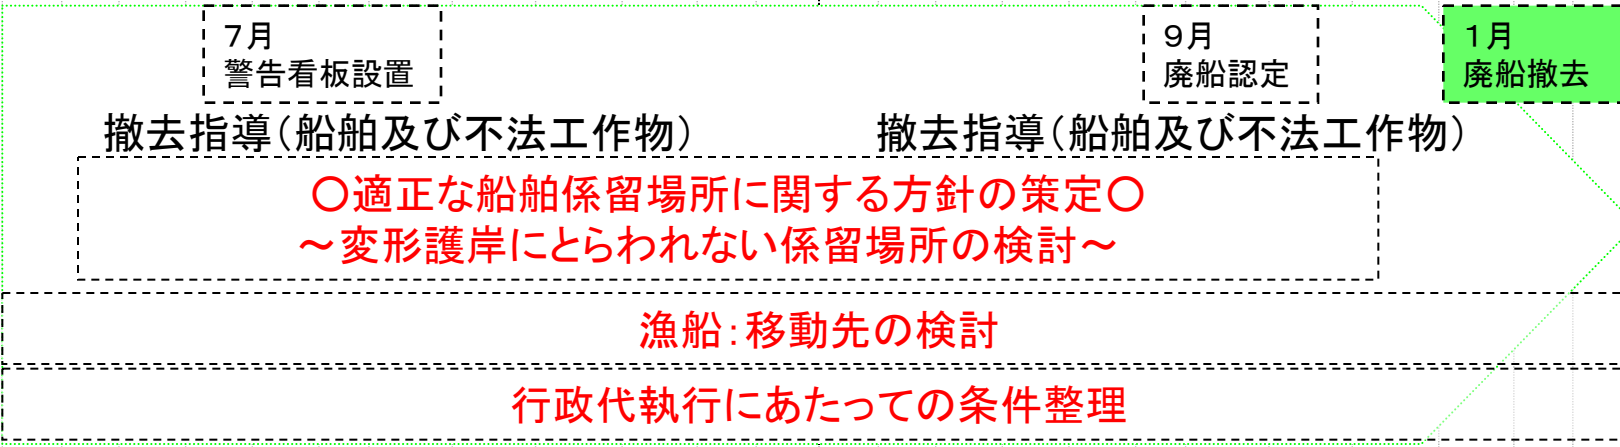 7月
警告看板設置
9月
廃船認定
1月
廃船撤去
撤去指導(船舶及び不法工作物)
撤去指導(船舶及び不法工作物)
〇適正な船舶係留場所に関する方針の策定〇
～変形護岸にとらわれない係留場所の検討～
漁船:移動先の検討
行政代執行にあたっての条件整理